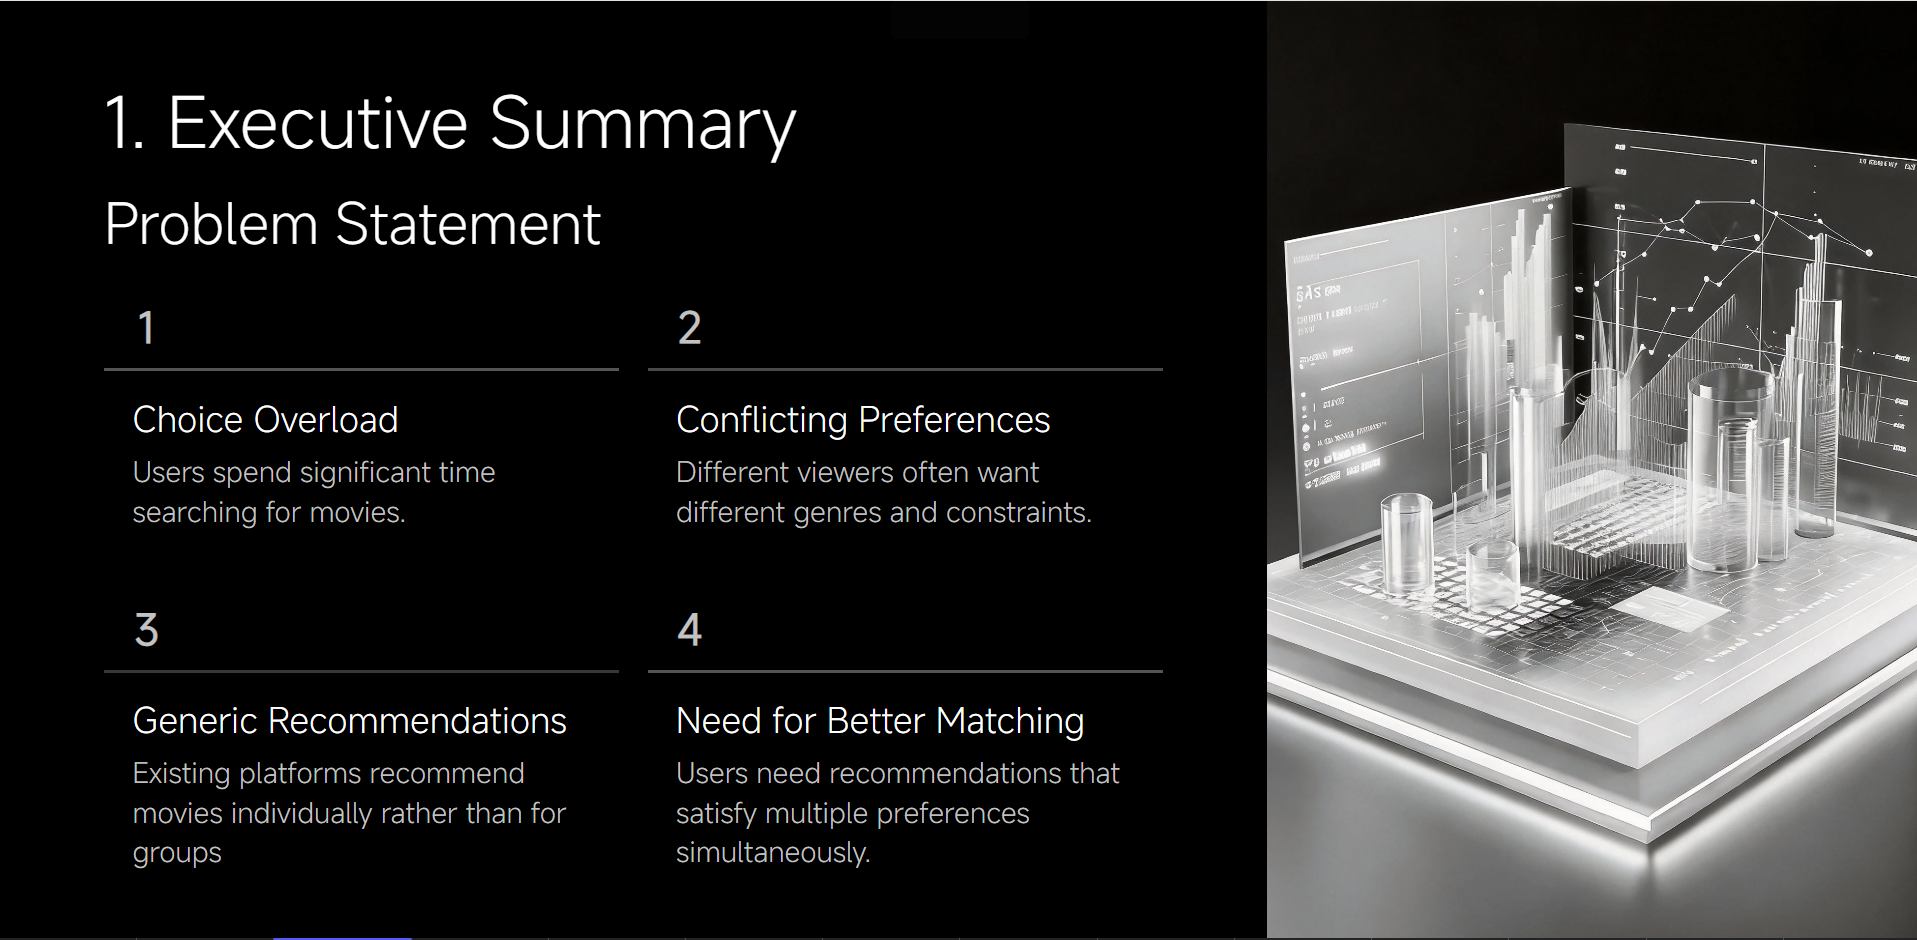 1. Executive Summary
Problem Statement
1
Choice Overload
Users spend significant time
searching for movies.
2
Conflicting Preferences
Different viewers often want
different genres and constraints.
3
Generic Recommendations
Existing platforms recommend
movies individually rather than for
groups
4
Need for Better Matching
Users need recommendations that
satisfy multiple preferences
simultaneously.